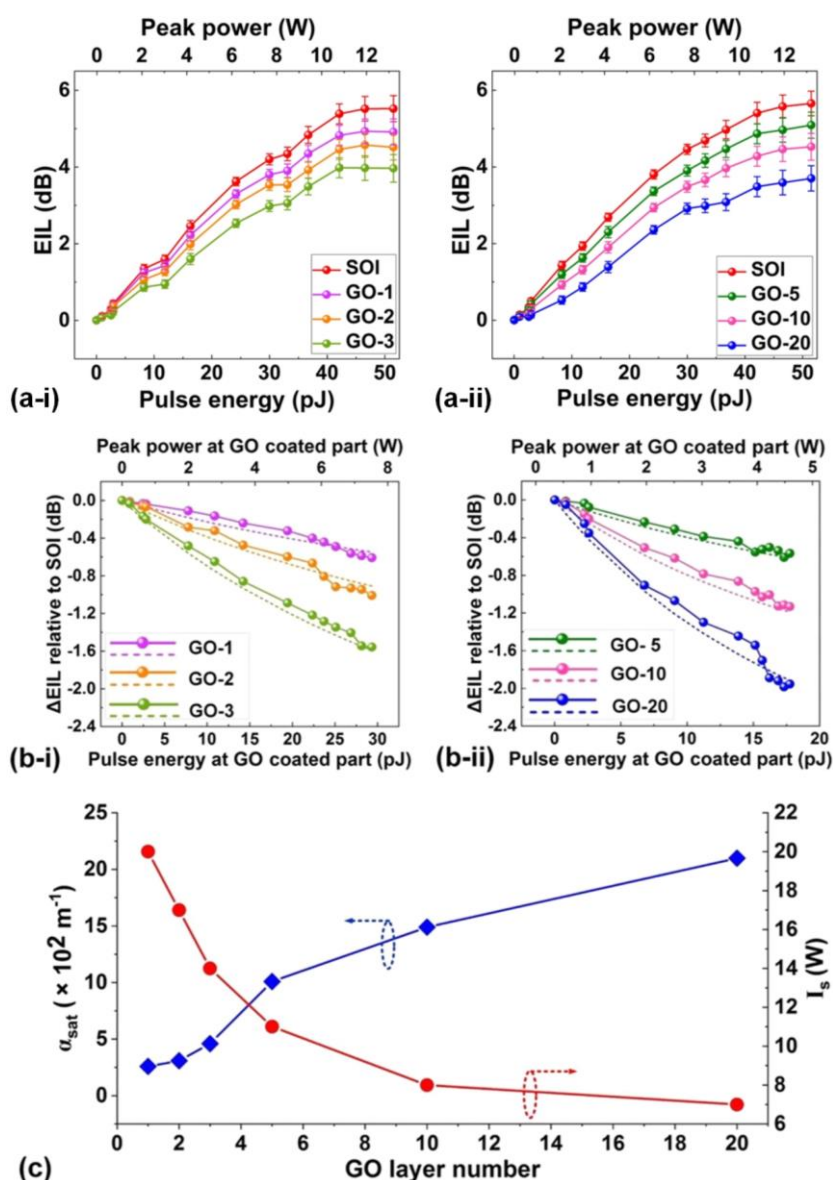 Peak power (W)
0 2 4 6 8 10 12
EIL (dB)
6
4
2
0
SOI
GO-1
GO-2
GO-3
0 10 20 30 40 50
(a-i)
Pulse energy (pJ)
Peak power (W)
0 2 4 6 8 10 12
EIL (dB)
6
4
2
0
SOI
GO-5
GO-10
GO-20
0 10 20 30 40 50
(a-ii)
Pulse energy (pJ)
Peak power at GO coated part (W)
0 2 4 6 8
ΔEIL relative to SOI (dB)
0.0
-0.4
-0.8
-1.2
-1.6
-2.0
-2.4
GO-1
GO-2
GO-3
0 5 10 15 20 25 30
(b-i)
Pulse energy at GO coated part (pJ)
Peak power at GO coated part (W)
0 1 2 3 4 5
ΔEIL relative to SOI (dB)
0.0
-0.4
-0.8
-1.2
-1.6
-2.0
-2.4
GO- 5
GO-10
GO-20
0 5 10 15 20
(b-ii)
Pulse energy at GO coated part (pJ)
αsat ( × 10² m⁻¹)
25
20
15
10
5
0
22
20
18
16
14
12
10
8
6
Is (W)
0 2 4 6 8 10 12 14 16 18 20
(c)
GO layer number